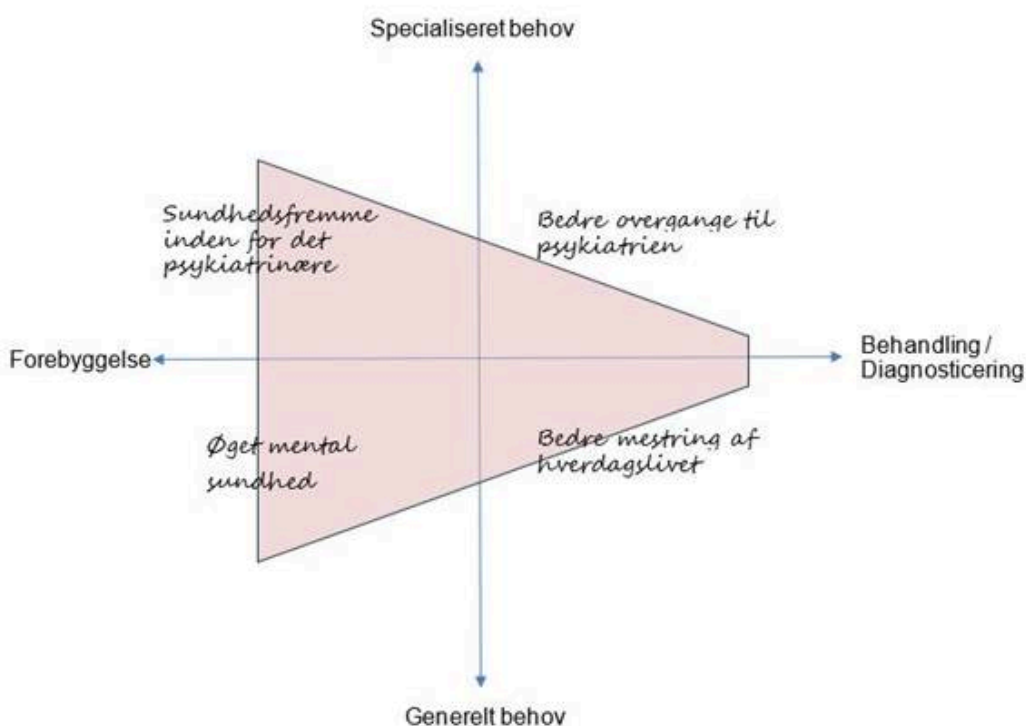 Specialiseret behov
Sundhedsfremme
inden for det
psykiatrinære
Bedre overgange til
psykiatrien
Forebyggelse
Behandling /
Diagnosticering
Øget mental
sundhed
Bedre mestring af
hverdagslivet
Generelt behov